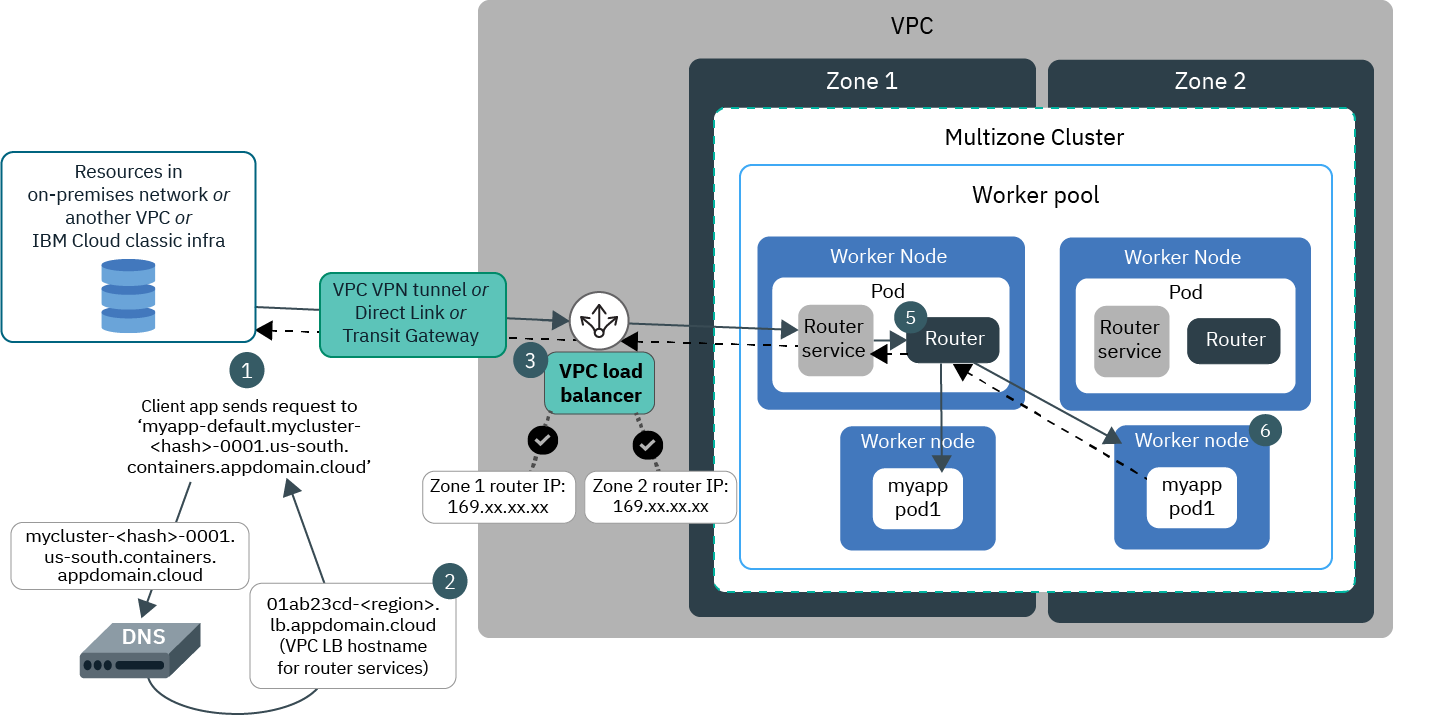 VPC
Zone 1
Zone 2
Multizone Cluster
Worker pool
Resources in
on-premises network or
another VPC or
IBM Cloud classic infra
VPC VPN tunnel or
Direct Link or
Transit Gateway
3
VPC load
balancer
Zone 1 router IP:
169.xx.xx.xx
Zone 2 router IP:
169.xx.xx.xx
Worker Node
Pod
Router
service
5
Router
Worker Node
Pod
Router
service
Router
Worker node
myapp
pod1
Worker node
6
myapp
pod1
1
Client app sends request to
‘myapp-default.mycluster-
<hash>-0001.us-south.
containers.appdomain.cloud’
mycluster-<hash>-0001.
us-south.containers.
appdomain.cloud
2
01ab23cd-<region>.
lb.appdomain.cloud
(VPC LB hostname
for router services)
DNS